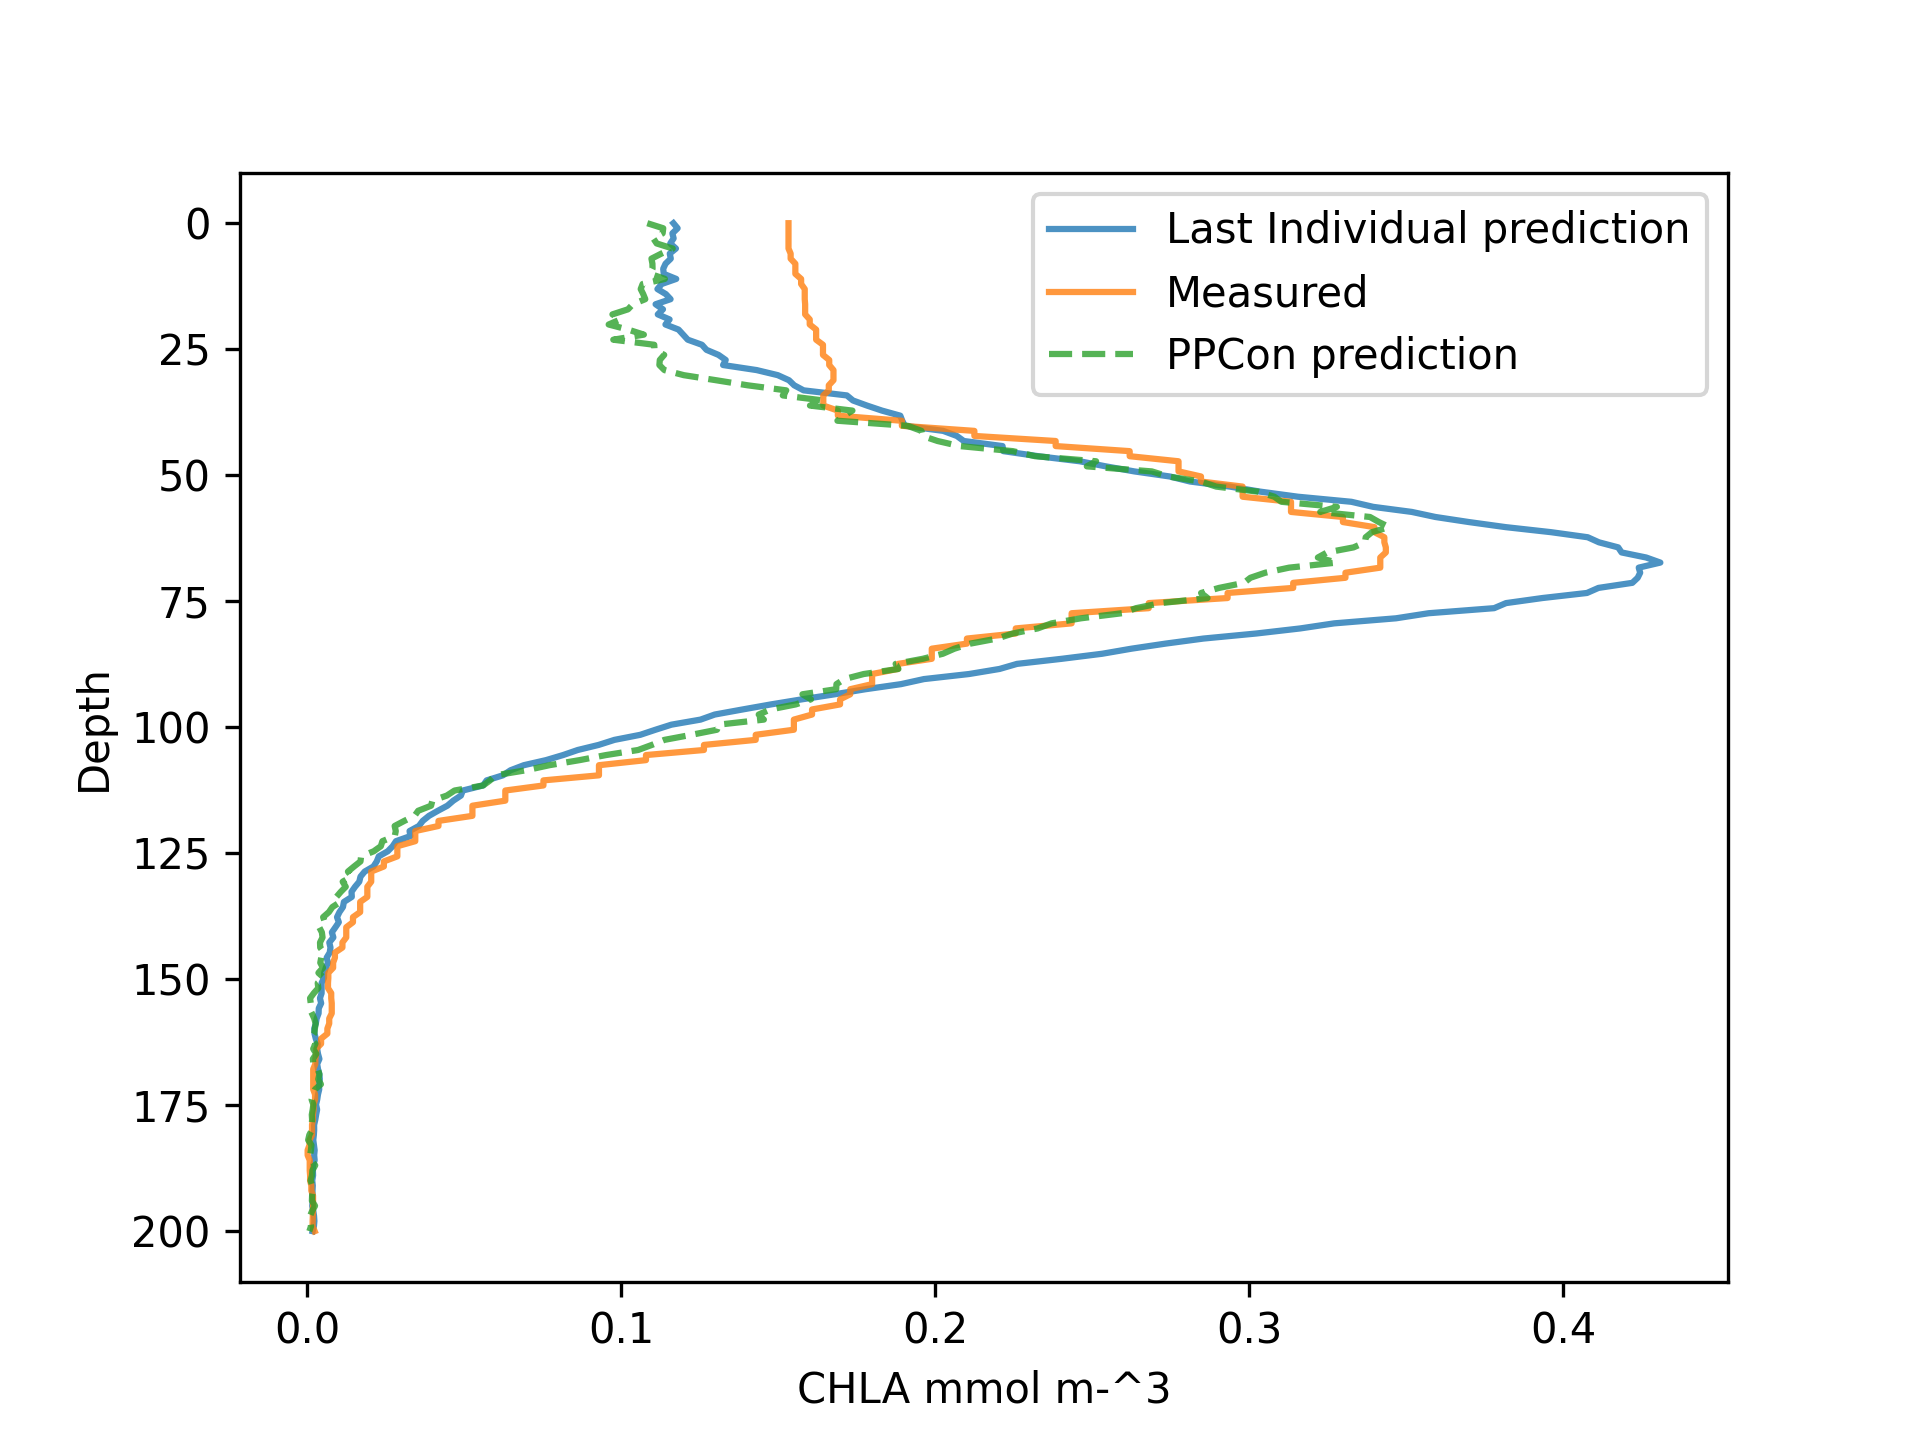 Last Individual prediction
Measured
PPCon prediction
Depth
0
25
50
75
100
125
150
175
200
0.0 0.1 0.2 0.3 0.4
CHLA mmol m-^3